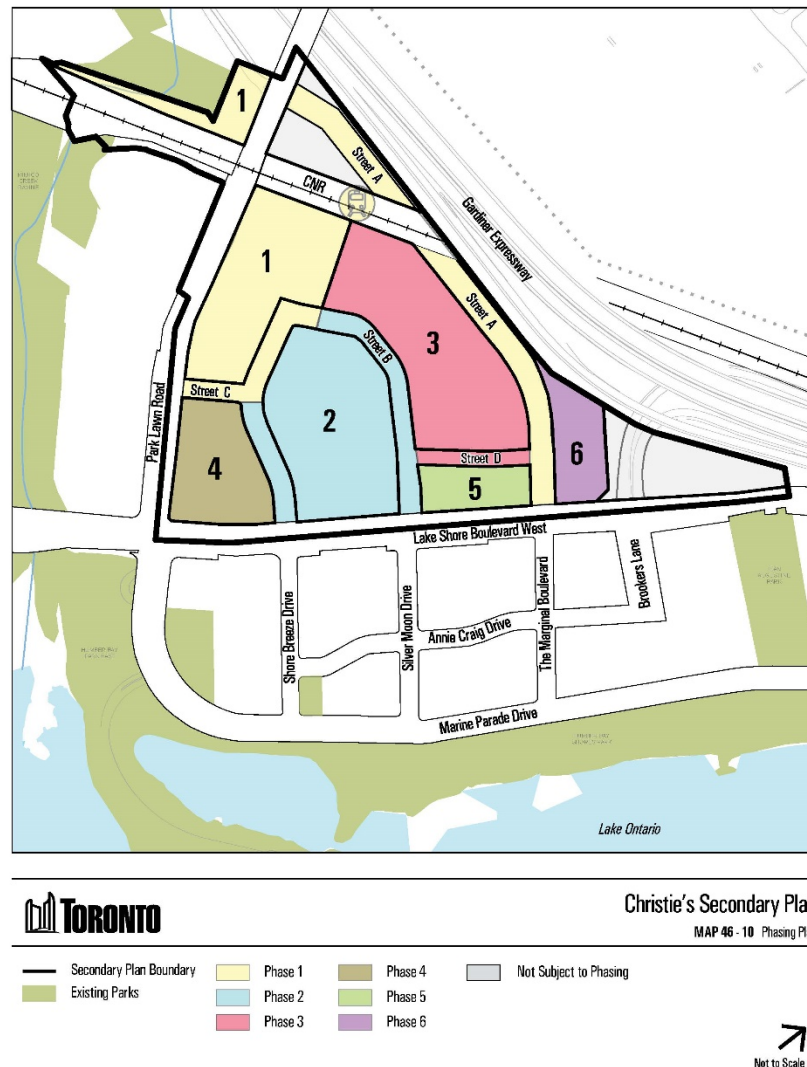 1
Street A
CNR
Gardiner Expressway
1
Street A
3
Street B
Park Lawn Road
Street C
2
4
Street D
6
5
Lake Shore Boulevard West
Shore Breeze Drive
Silver Moon Drive
Annie Craig Drive
The Marginal Boulevard
Brookers Lane
Marine Parade Drive
Lake Ontario
TORONTO
Christie's Secondary Pla
MAP 46 - 10 Phasing Pl
Secondary Plan Boundary
Existing Parks
Phase 1
Phase 2
Phase 3
Phase 4
Phase 5
Phase 6
Not Subject to Phasing
Not to Scale